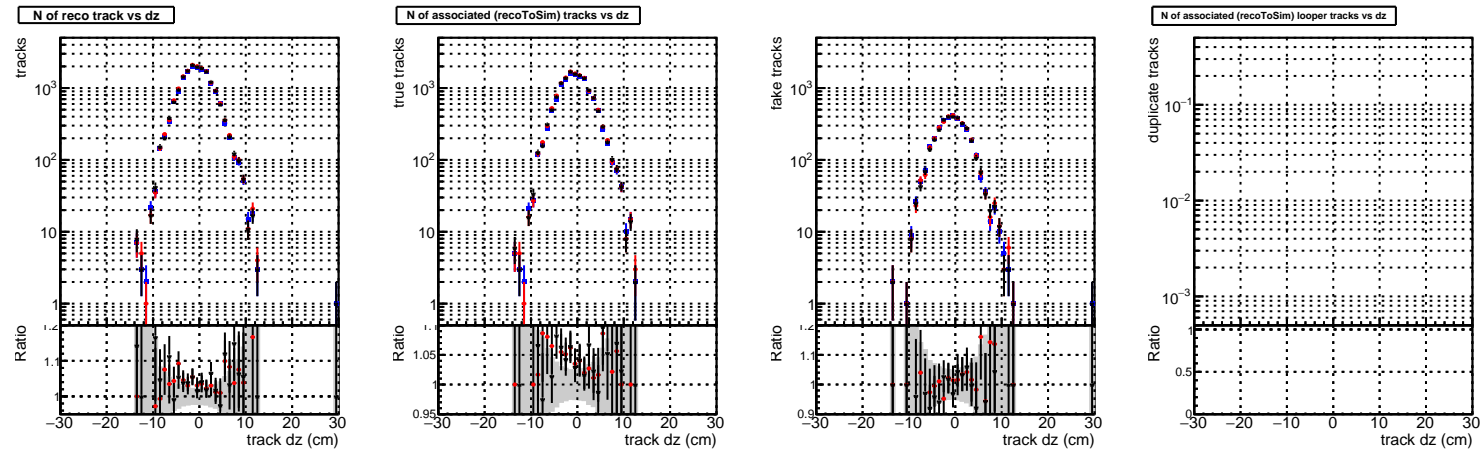 N of reco track vs dz
tracks
10³
10²
10
1
Ratio
1.2
1.1
1
−30 −20 −10 0 10 20 30
track dz (cm)
N of associated (recoToSim) tracks vs dz
true tracks
10³
10²
10
1
Ratio
1.1
1.05
1
0.95
−30 −20 −10 0 10 20 30
track dz (cm)
fake tracks
10³
10²
10
1
Ratio
1.2
1.1
1
0.9
−30 −20 −10 0 10 20 30
track dz (cm)
N of associated (recoToSim) looper tracks vs dz
duplicate tracks
10⁻¹
10⁻²
10⁻³
Ratio
1
0.5
0
−30 −20 −10 0 10 20 30
track dz (cm)